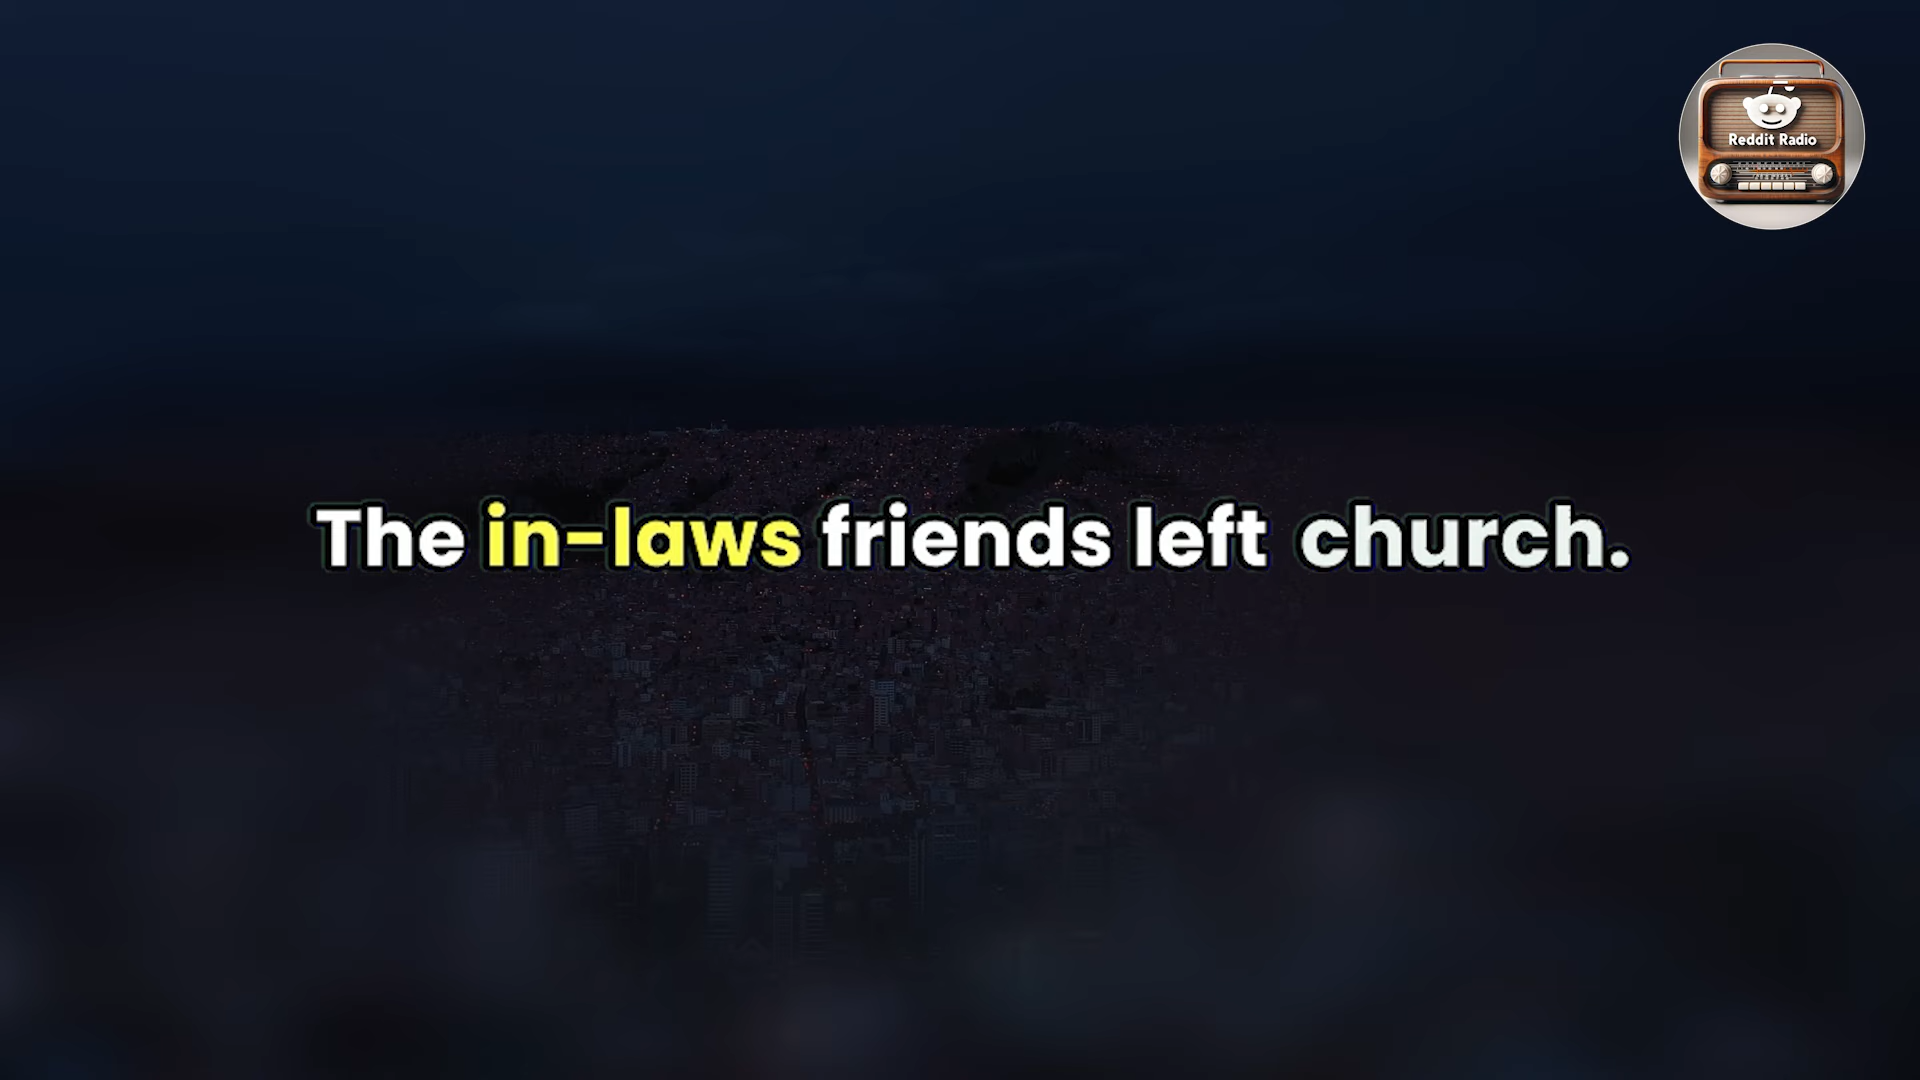 Reddit Radio
The in-laws friends left church.